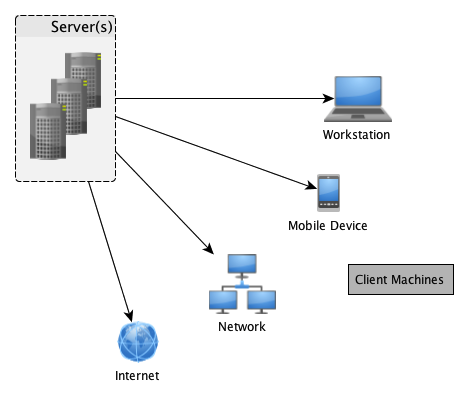 Server(s)
Workstation
Mobile Device
Client Machines
Network
Internet